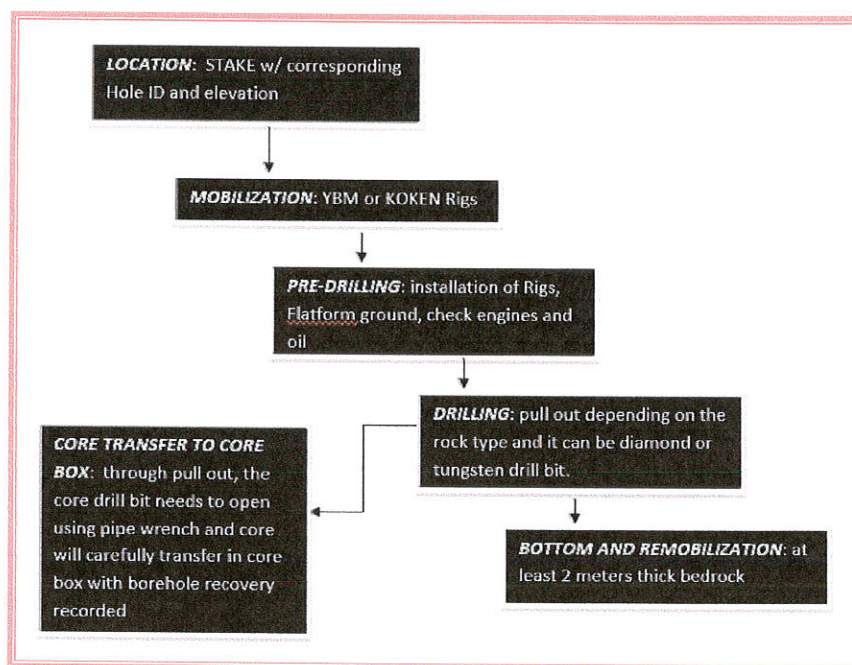 LOCATION: STAKE w/ corresponding
Hole ID and elevation
MOBILIZATION: YBM or KOKEN Rigs
PRE-DRILLING: installation of Rigs,
Flatform ground, check engines and
oil
DRILLING: pull out depending on the
rock type and it can be diamond or
tungsten drill bit.
CORE TRANSFER TO CORE
BOX: through pull out, the
core drill bit needs to open
using pipe wrench and core
will carefully transfer in core
box with borehole recovery
recorded
BOTTOM AND REMOBILIZATION: at
least 2 meters thick bedrock